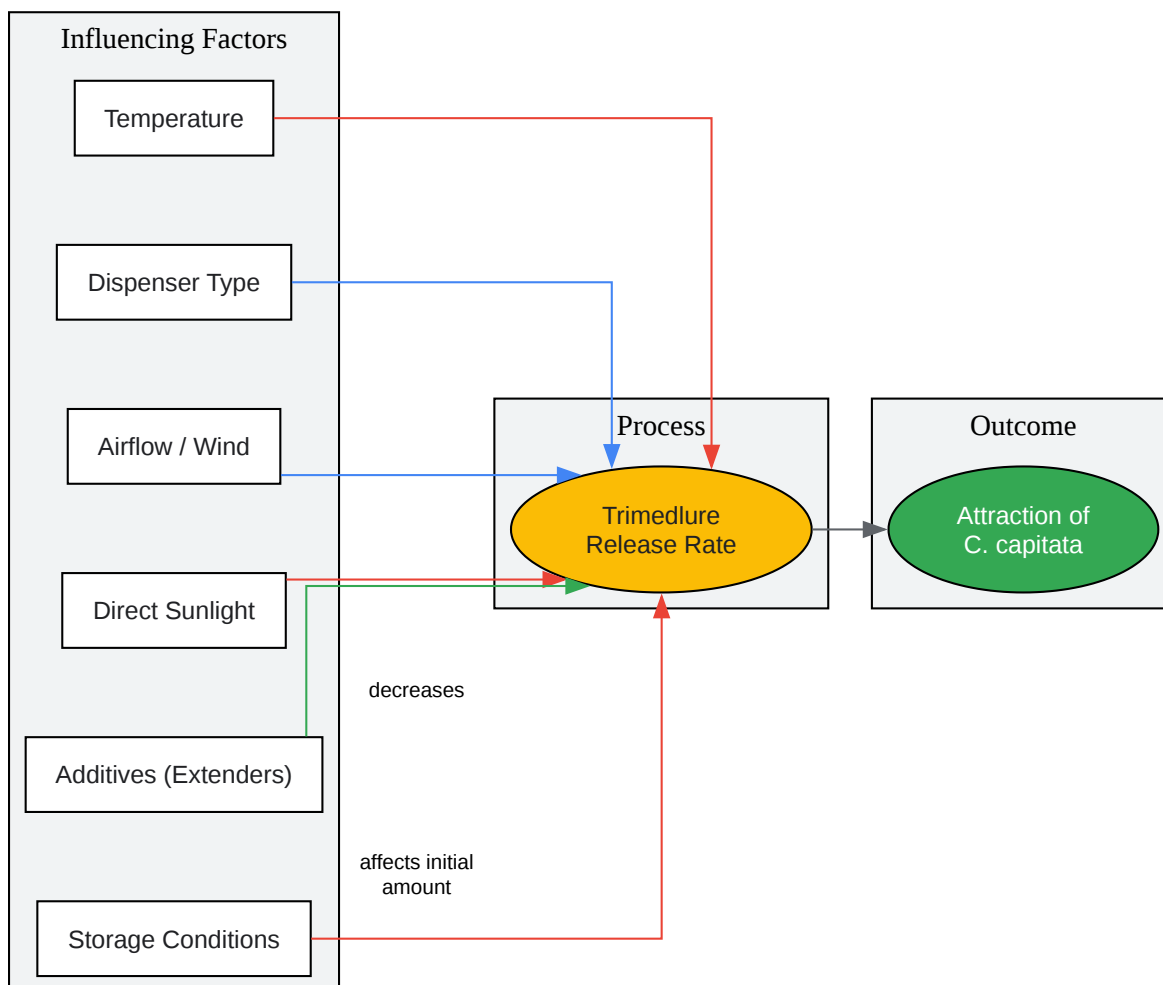 Influencing Factors
Temperature
Dispenser Type
Airflow / Wind
Process
Outcome
Trimedlure
Release Rate
Attraction of
C. capitata
Direct Sunlight
decreases
Additives (Extenders)
affects initial
amount
Storage Conditions